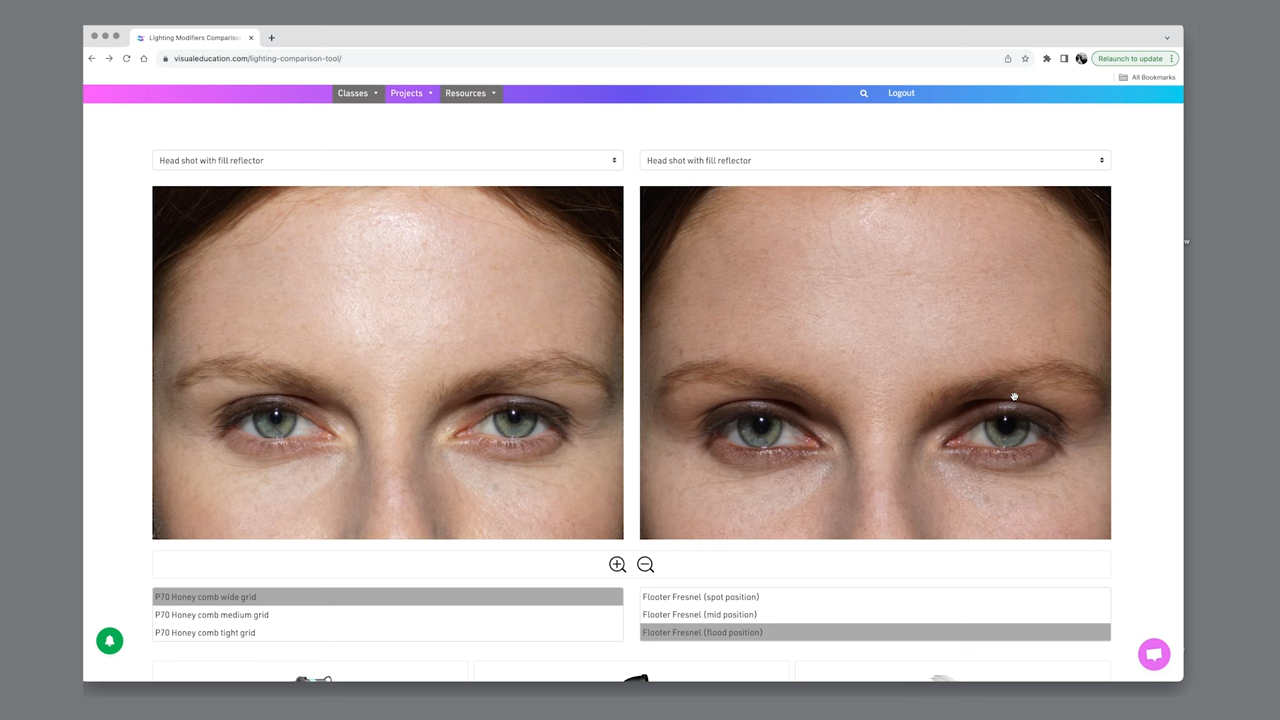 Lighting Modifiers Comparison
visualeducation.com/lighting-comparison-tool/
Relaunch to update
All Bookmarks
Classes
Projects
Resources
Logout
Head shot with fill reflector
Head shot with fill reflector
P70 Honey comb wide grid
P70 Honey comb medium grid
P70 Honey comb tight grid
Flooter Fresnel (spot position)
Flooter Fresnel (mid position)
Flooter Fresnel (flood position)